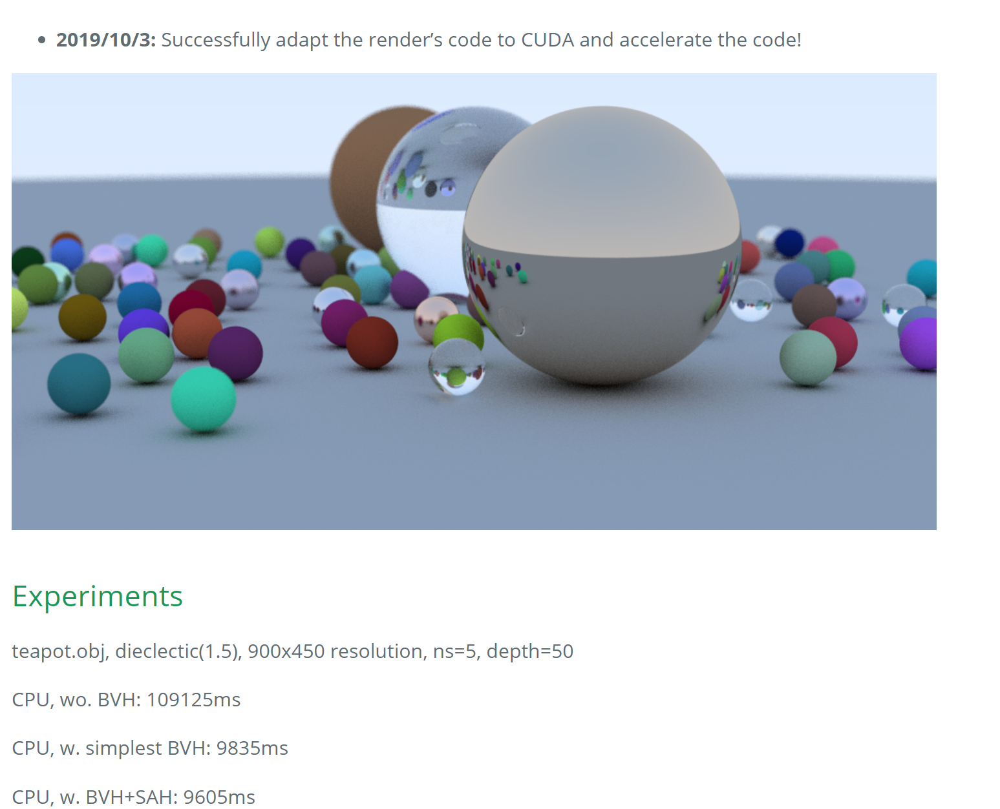 2019/10/3: Successfully adapt the render’s code to CUDA and accelerate the code!
Experiments
teapot.obj, dieclectic(1.5), 900x450 resolution, ns=5, depth=50
CPU, wo. BVH: 109125ms
CPU, w. simplest BVH: 9835ms
CPU, w. BVH+SAH: 9605ms